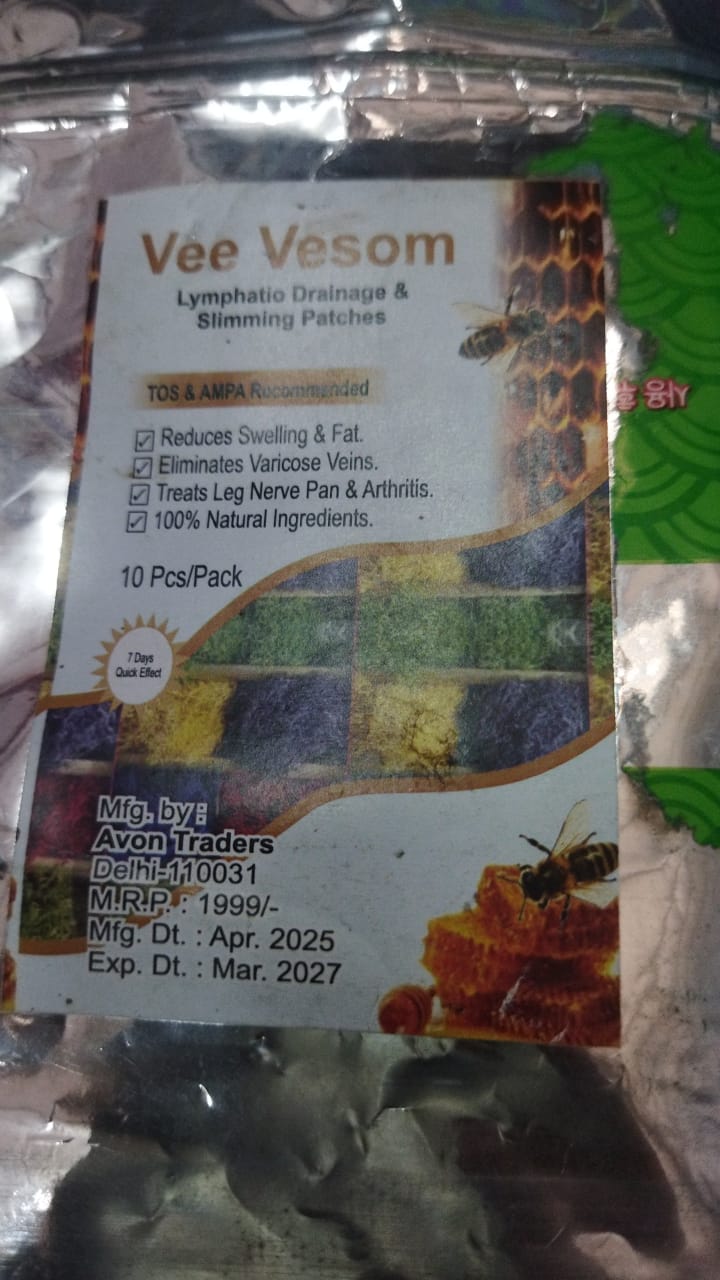 Vee Vesom
Lymphatio Drainage &
Slimming Patches
TOS & AMPA Recommended
☑ Reduces Swelling & Fat.
☑ Eliminates Varicose Veins.
☑ Treats Leg Nerve Pan & Arthritis.
☑ 100% Natural Ingredients.
10 Pcs/Pack
7 Days
Quick Effect
Mfg. by :
Avon Traders
Delhi-110031
M.R.P. : 1999/-
Mfg. Dt. : Apr. 2025
Exp. Dt. : Mar. 2027